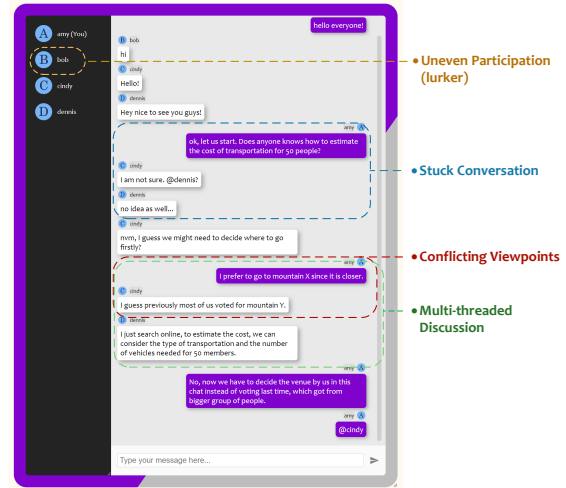 hello everyone!
A amy (You)
B bob
C cindy
D dennis
B bob
hi
C cindy
Hello!
D dennis
Hey nice to see you guys!
amy A
ok, let us start. Does anyone knows how to estimate
the cost of transportation for 50 people?
C cindy
I am not sure. @dennis?
D dennis
no idea as well...
C cindy
nvm, I guess we might need to decide where to go
firstly?
amy A
I prefer to go to mountain X since it is closer.
C cindy
I guess previously most of us voted for mountain Y.
D dennis
I just search online, to estimate the cost, we can
consider the type of transportation and the number
of vehicles needed for 50 members.
amy A
No, now we have to decide the venue by us in this
chat instead of voting last time, which got from
bigger group of people.
amy A
@cindy
Type your message here...
• Uneven Participation
(lurker)
• Stuck Conversation
• Conflicting Viewpoints
• Multi-threaded
Discussion